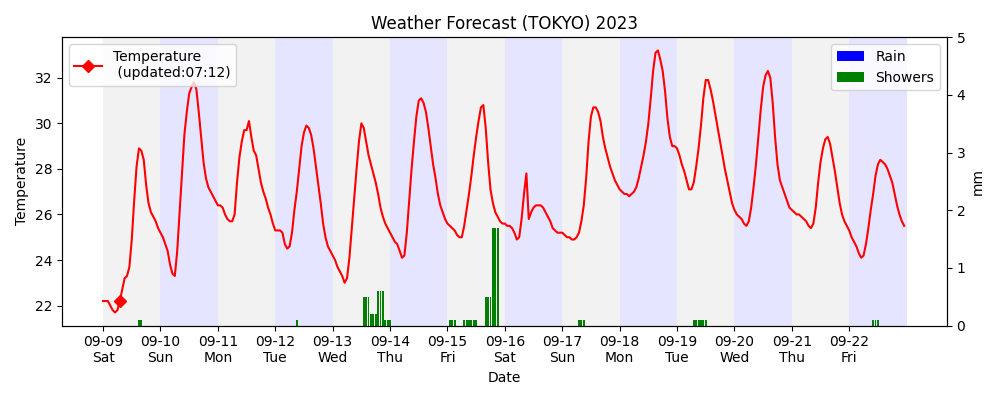 Weather Forecast (TOKYO) 2023
Temperature
(updated:07:12)
Rain
Showers
Temperature
32
30
28
26
24
22
5
4
3
2
1
0
mm
09-09 09-10 09-11 09-12 09-13 09-14 09-15 09-16 09-17 09-18 09-19 09-20 09-21 09-22
Sat Sun Mon Tue Wed Thu Fri Sat Sun Mon Tue Wed Thu Fri
Date